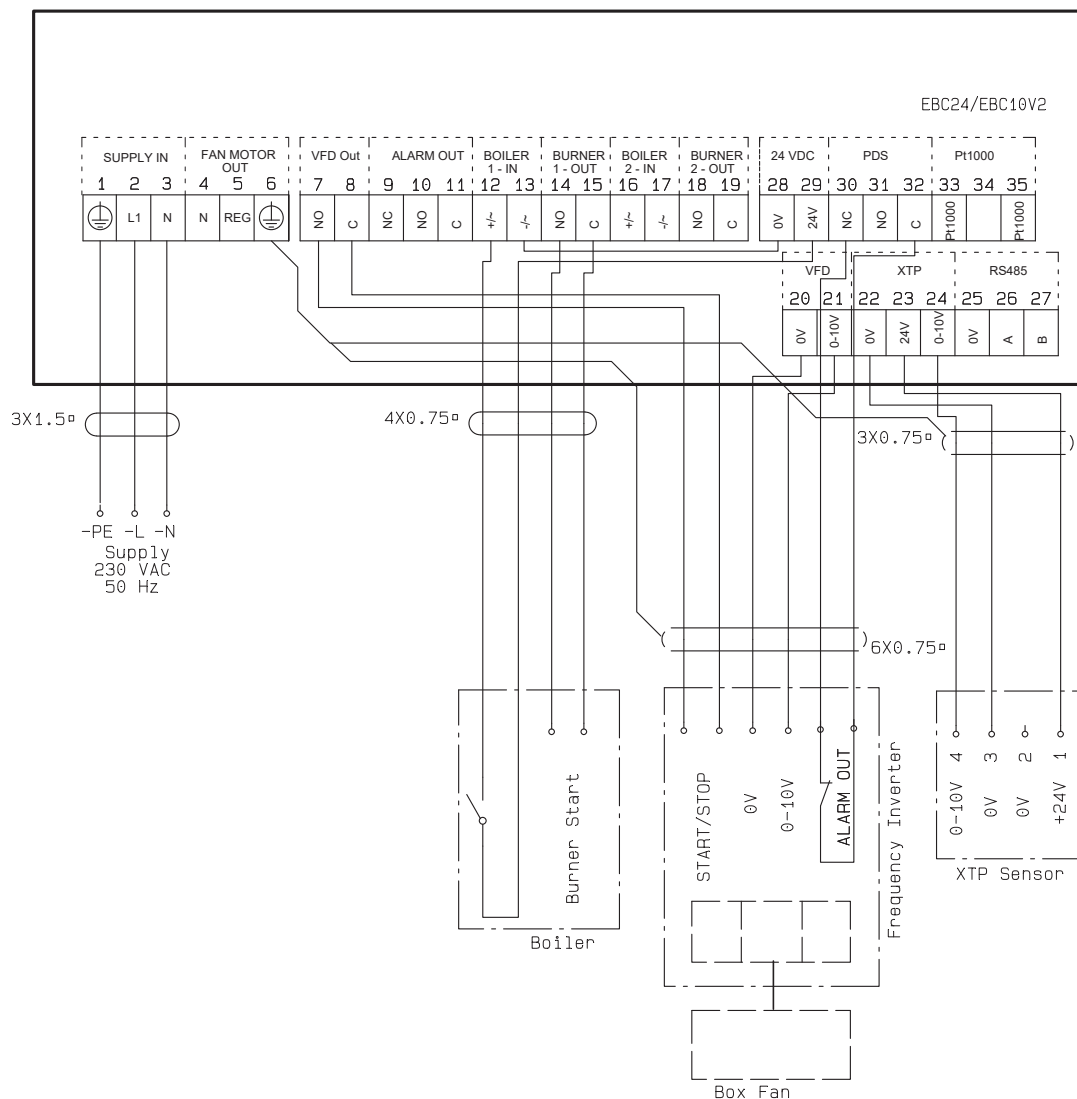 EBC24/EBC10V2
SUPPLY IN
FAN MOTOR
OUT
VFD Out
ALARM OUT
BOILER
1 - IN
BURNER
1 - OUT
BOILER
2 - IN
BURNER
2 - OUT
24 VDC
PDS
Pt1000
1 2 3 4 5 6 7 8 9 10 11 12 13 14 15 16 17 18 19 28 29 30 31 32 33 34 35
L1 N N REG NO C NC NO C +/~ -/~ NO C +/~ -/~ NO C 0V 24V NC NO C Pt1000 Pt1000
VFD
XTP
RS485
20 21 22 23 24 25 26 27
0V 0-10V 0V 24V 0-10V 0V A B
3X1.5¤
4X0.75¤
3X0.75¤
-PE -L -N
Supply
230 VAC
50 Hz
6X0.75¤
Burner Start
Boiler
START/STOP
0V
0-10V
ALARM OUT
Frequency Inverter
4 3 2 1
0-10V 0V 0V +24V
XTP Sensor
Box Fan